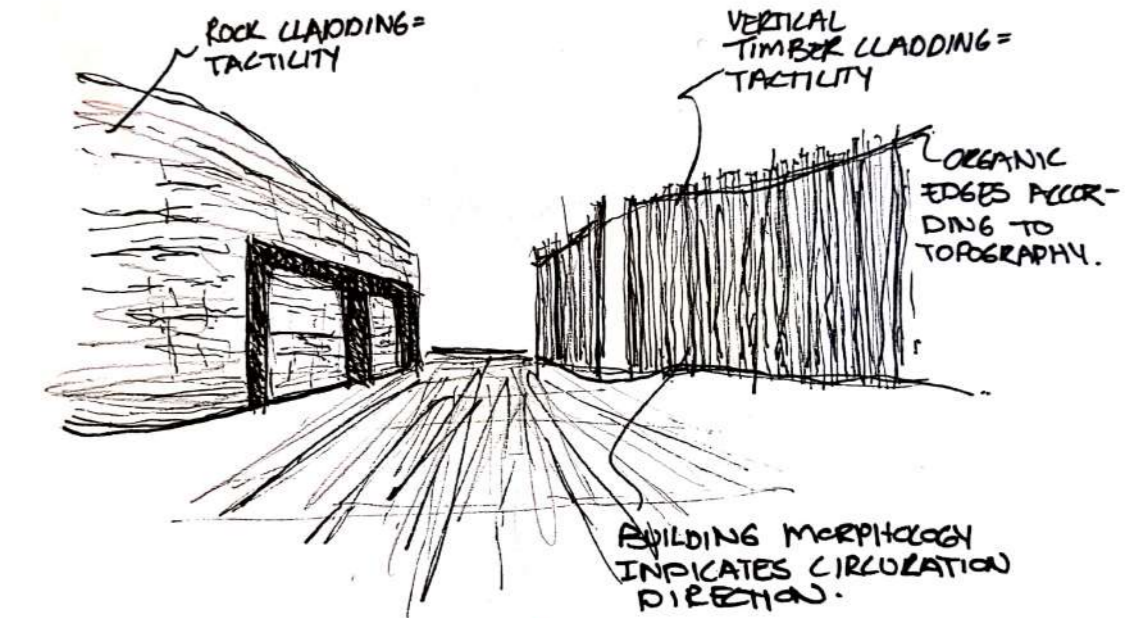 ROCK CLADDING=
TACTILITY
VERTICAL
TIMBER CLADDING=
TACTILITY
ORGANIC
EDGES ACCOR-
DING TO
TOPOGRAPHY.
BUILDING MORPHOLOGY
INDICATES CIRCULATION
DIRECTION.